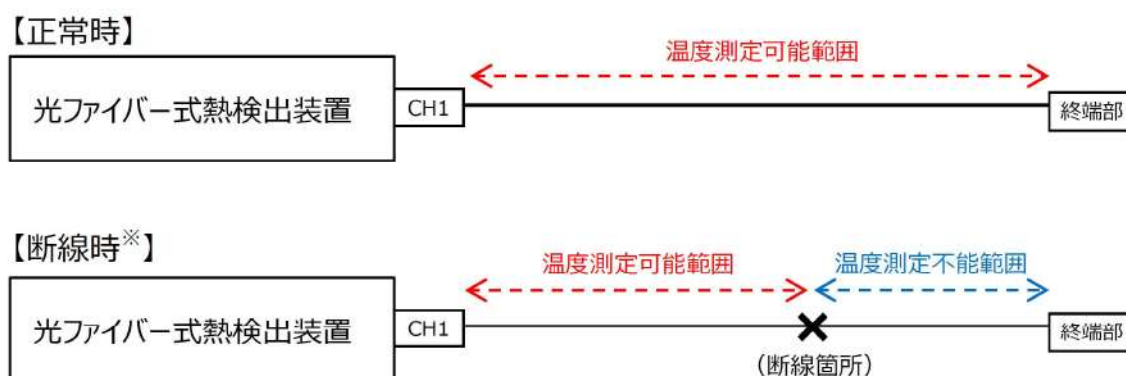 【正常時】
温度測定可能範囲
光ファイバー式熱検出装置
CH1
終端部
【断線時※】
温度測定可能範囲
温度測定不能範囲
光ファイバー式熱検出装置
CH1
終端部
(断線箇所)